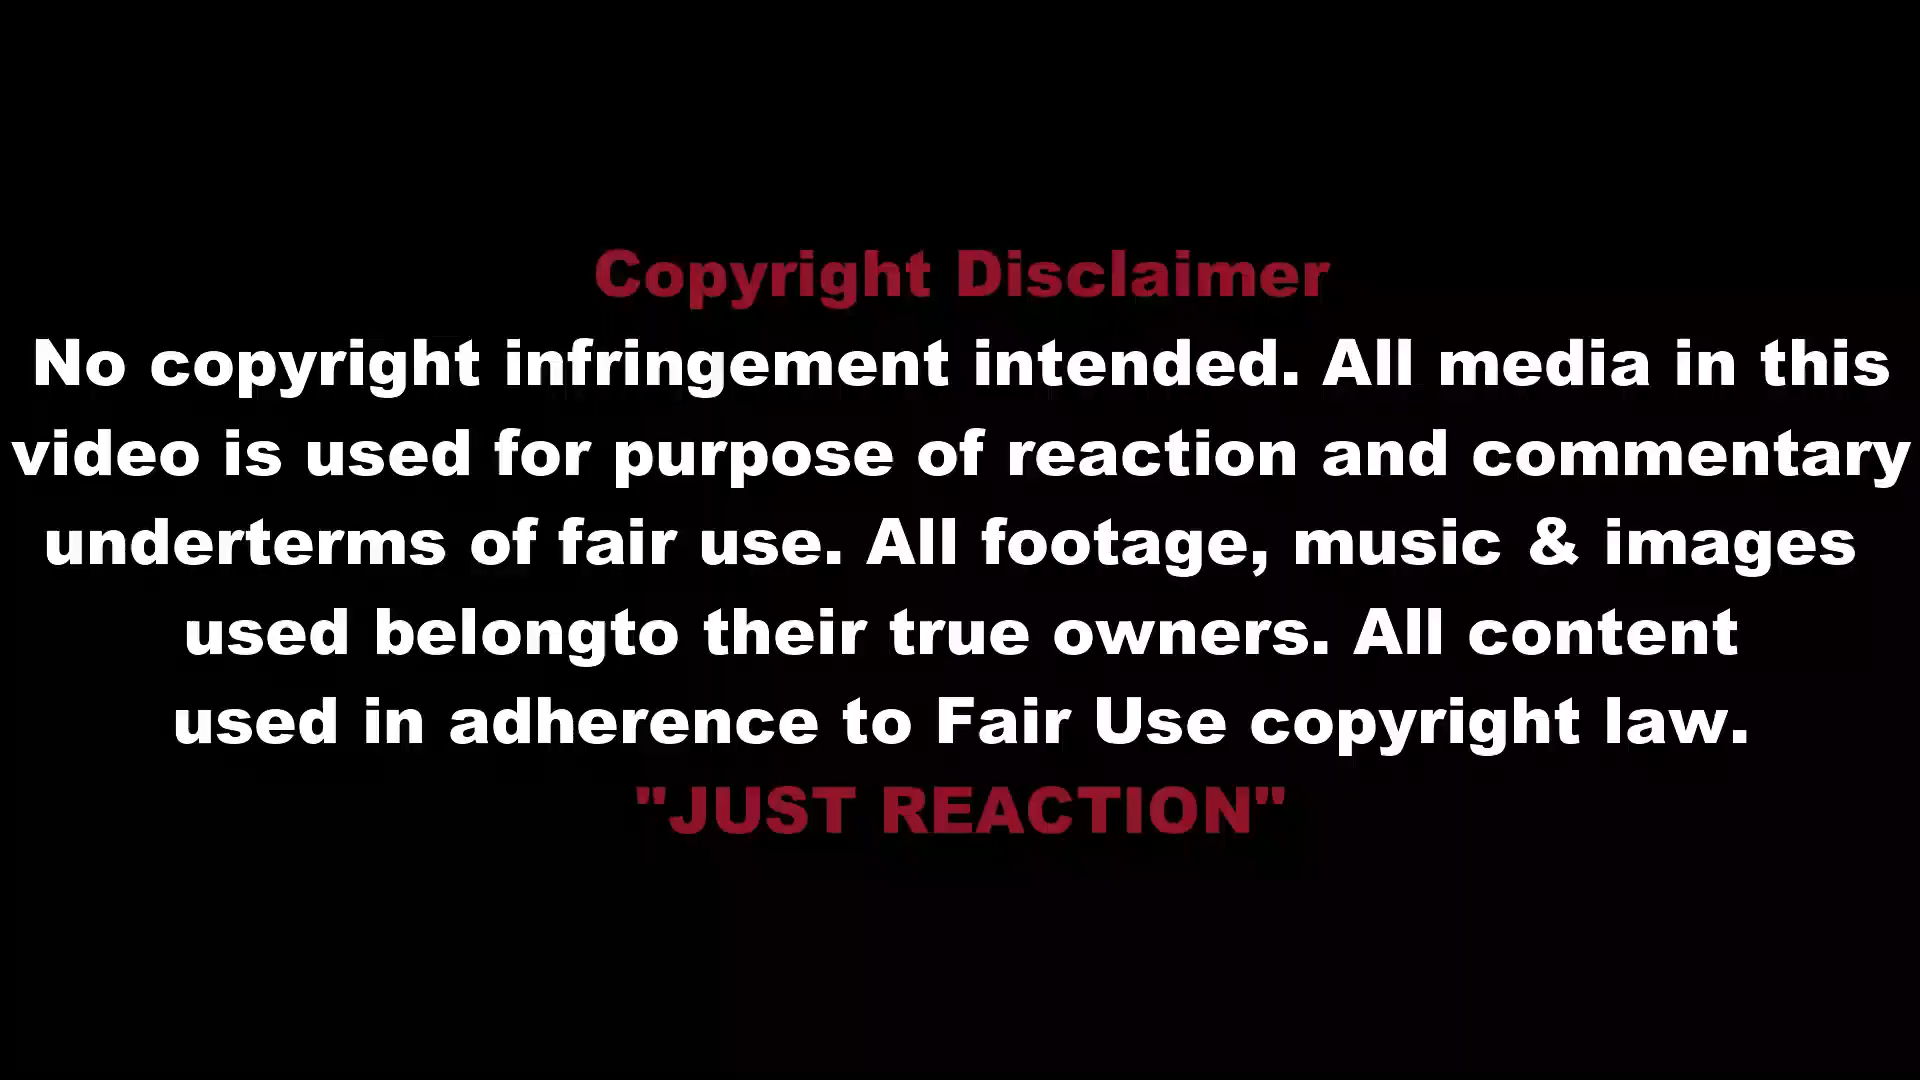 Copyright Disclaimer
No copyright infringement intended. All media in this
video is used for purpose of reaction and commentary
underterms of fair use. All footage, music & images
used belongto their true owners. All content
used in adherence to Fair Use copyright law.
"JUST REACTION"